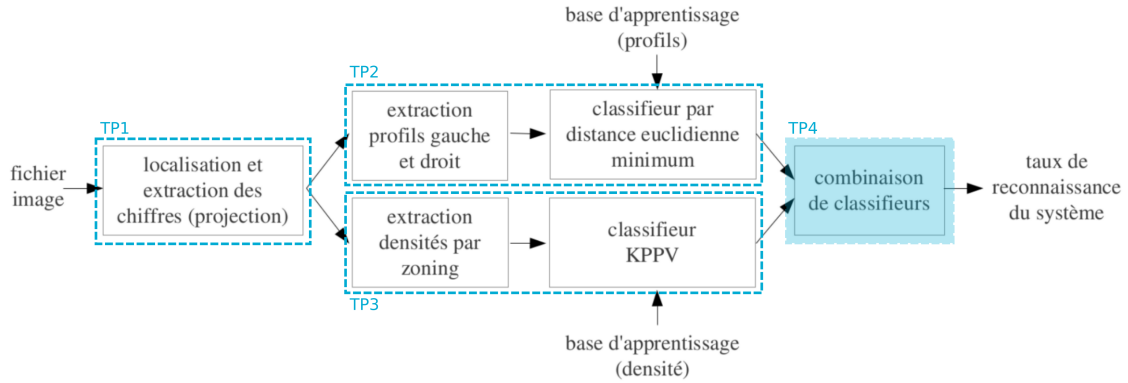 base d'apprentissage
(profils)
TP2
extraction
profils gauche
et droit
classifieur par
distance euclidienne
minimum
TP1
localisation et
extraction des
chiffres (projection)
fichier
image
TP4
combinaison
de classifieurs
taux de
reconnaissance
du système
extraction
densités par
zoning
classifieur
KPPV
TP3
base d'apprentissage
(densité)